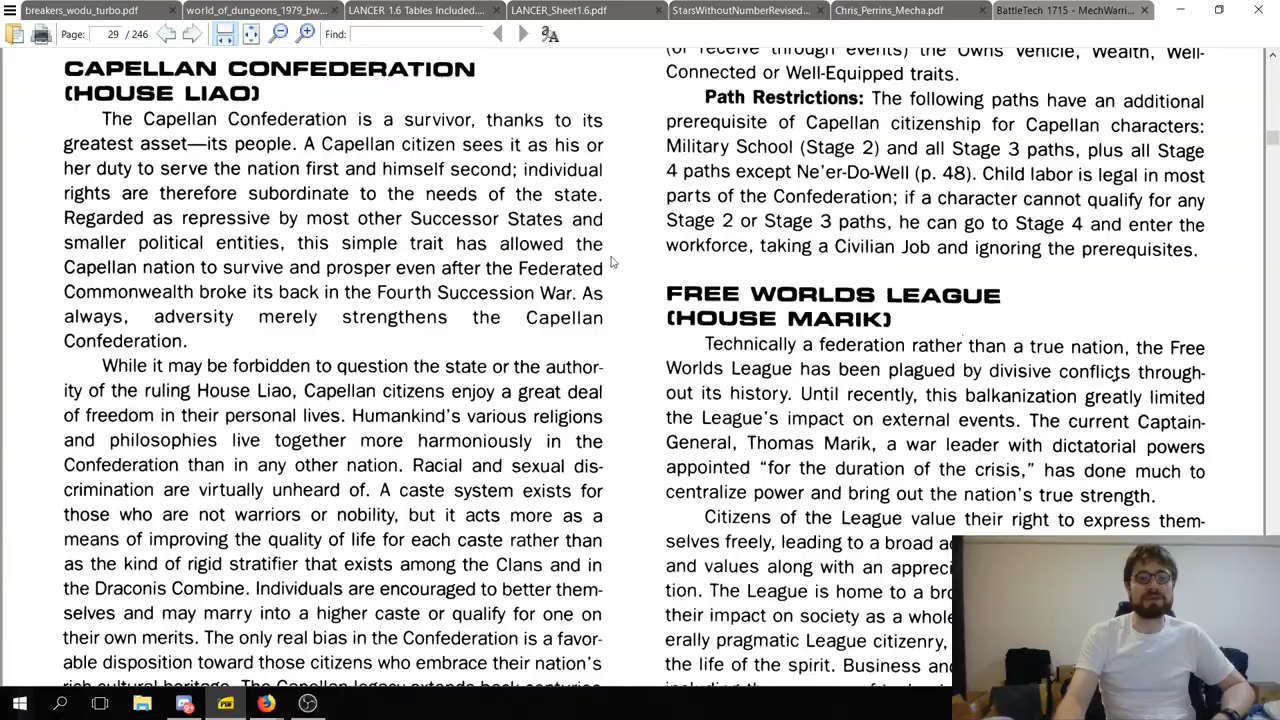 breakers_wodu_turbo.pdf
world_of_dungeons_1979_bw...
LANCER 1.6 Tables Included....
LANCER_Sheet1.6.pdf
StarsWithoutNumberRevised...
Chris_Perrins_Mecha.pdf
BattleTech 1715 - MechWarri...
Page: 29 / 246
Find:
CAPELLAN CONFEDERATION
(HOUSE LIAO)
The Capellan Confederation is a survivor, thanks to its
greatest asset—its people. A Capellan citizen sees it as his or
her duty to serve the nation first and himself second; individual
rights are therefore subordinate to the needs of the state.
Regarded as repressive by most other Successor States and
smaller political entities, this simple trait has allowed the
Capellan nation to survive and prosper even after the Federated
Commonwealth broke its back in the Fourth Succession War. As
always, adversity merely strengthens the Capellan
Confederation.
While it may be forbidden to question the state or the author-
ity of the ruling House Liao, Capellan citizens enjoy a great deal
of freedom in their personal lives. Humankind's various religions
and philosophies live together more harmoniously in the
Confederation than in any other nation. Racial and sexual dis-
crimination are virtually unheard of. A caste system exists for
those who are not warriors or nobility, but it acts more as a
means of improving the quality of life for each caste rather than
as the kind of rigid stratifier that exists among the Clans and in
the Draconis Combine. Individuals are encouraged to better them-
selves and may marry into a higher caste or qualify for one on
their own merits. The only real bias in the Confederation is a favor-
able disposition toward those citizens who embrace their nation's
rich cultural heritage. The Capellan legacy extends back centuries
(or receive through events) the Owns Vehicle, Wealth, Well-
Connected or Well-Equipped traits.
Path Restrictions: The following paths have an additional
prerequisite of Capellan citizenship for Capellan characters:
Military School (Stage 2) and all Stage 3 paths, plus all Stage
4 paths except Ne'er-Do-Well (p. 48). Child labor is legal in most
parts of the Confederation; if a character cannot qualify for any
Stage 2 or Stage 3 paths, he can go to Stage 4 and enter the
workforce, taking a Civilian Job and ignoring the prerequisites.
FREE WORLDS LEAGUE
(HOUSE MARIK)
Technically a federation rather than a true nation, the Free
Worlds League has been plagued by divisive conflicts through-
out its history. Until recently, this balkanization greatly limited
the League's impact on external events. The current Captain-
General, Thomas Marik, a war leader with dictatorial powers
appointed "for the duration of the crisis," has done much to
centralize power and bring out the nation's true strength.
Citizens of the League value their right to express them-
selves freely, leading to a broad
and values along with an
tion. The League is home to a
their impact on society as a whole
erally pragmatic League citizenry,
the life of the spirit. Business